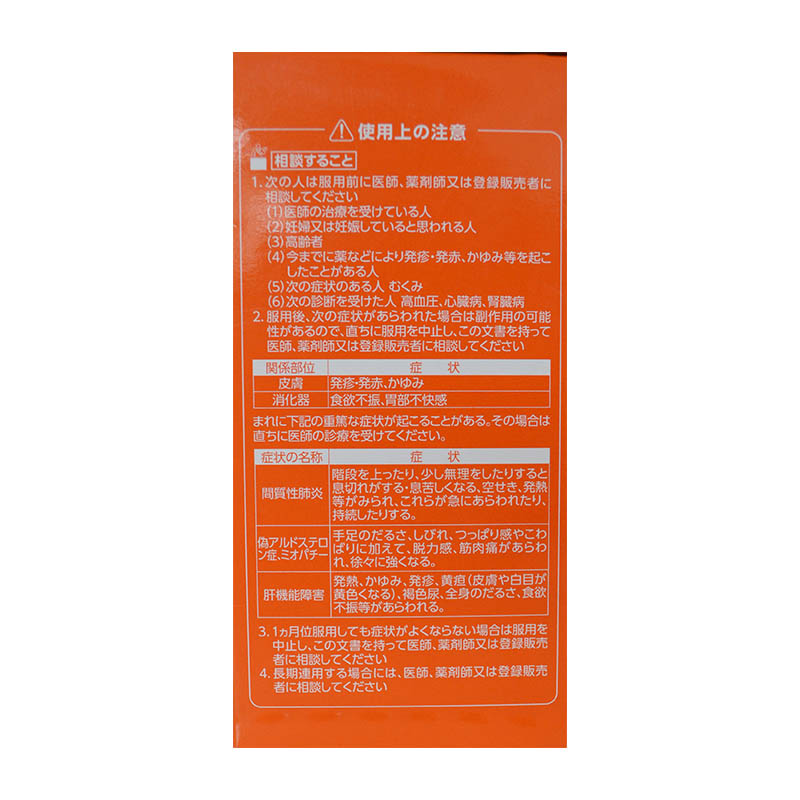 使用上の注意
相談すること
1. 次の人は服用前に医師、薬剤師又は登録販売者に
相談してください
(1)医師の治療を受けている人
(2)妊婦又は妊娠していると思われる人
(3)高齢者
(4)今までに薬などにより発疹・発赤、かゆみ等を起こ
したことがある人
(5)次の症状のある人 むくみ
(6)次の診断を受けた人 高血圧、心臓病、腎臓病
2. 服用後、次の症状があらわれた場合は副作用の可能
性があるので、直ちに服用を中止し、この文書を持って
医師、薬剤師又は登録販売者に相談してください
関係部位 症 状
皮膚 発疹・発赤、かゆみ
消化器 食欲不振、胃部不快感
まれに下記の重篤な症状が起こることがある。その場合は
直ちに医師の診療を受けてください。
症状の名称 症 状
間質性肺炎
階段を上ったり、少し無理をしたりすると
息切れがする・息苦しくなる、空せき、発熱
等がみられ、これらが急にあらわれたり、
持続したりする。
偽アルドステロ
ン症、ミオパチー
手足のだるさ、しびれ、つっぱり感やこわ
ばりに加えて、脱力感、筋肉痛があらわ
れ、徐々に強くなる。
肝機能障害
発熱、かゆみ、発疹、黄疸(皮膚や白目が
黄色くなる)、褐色尿、全身のだるさ、食欲
不振等があらわれる。
3. 1ヵ月位服用しても症状がよくならない場合は服用を
中止し、この文書を持って医師、薬剤師又は登録販売
者に相談してください
4. 長期連用する場合には、医師、薬剤師又は登録販売
者に相談してください